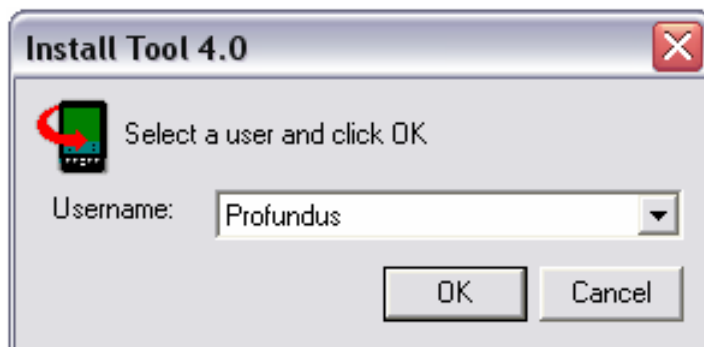 Install Tool 4.0
Select a user and click OK
Username: Profundus
OK Cancel